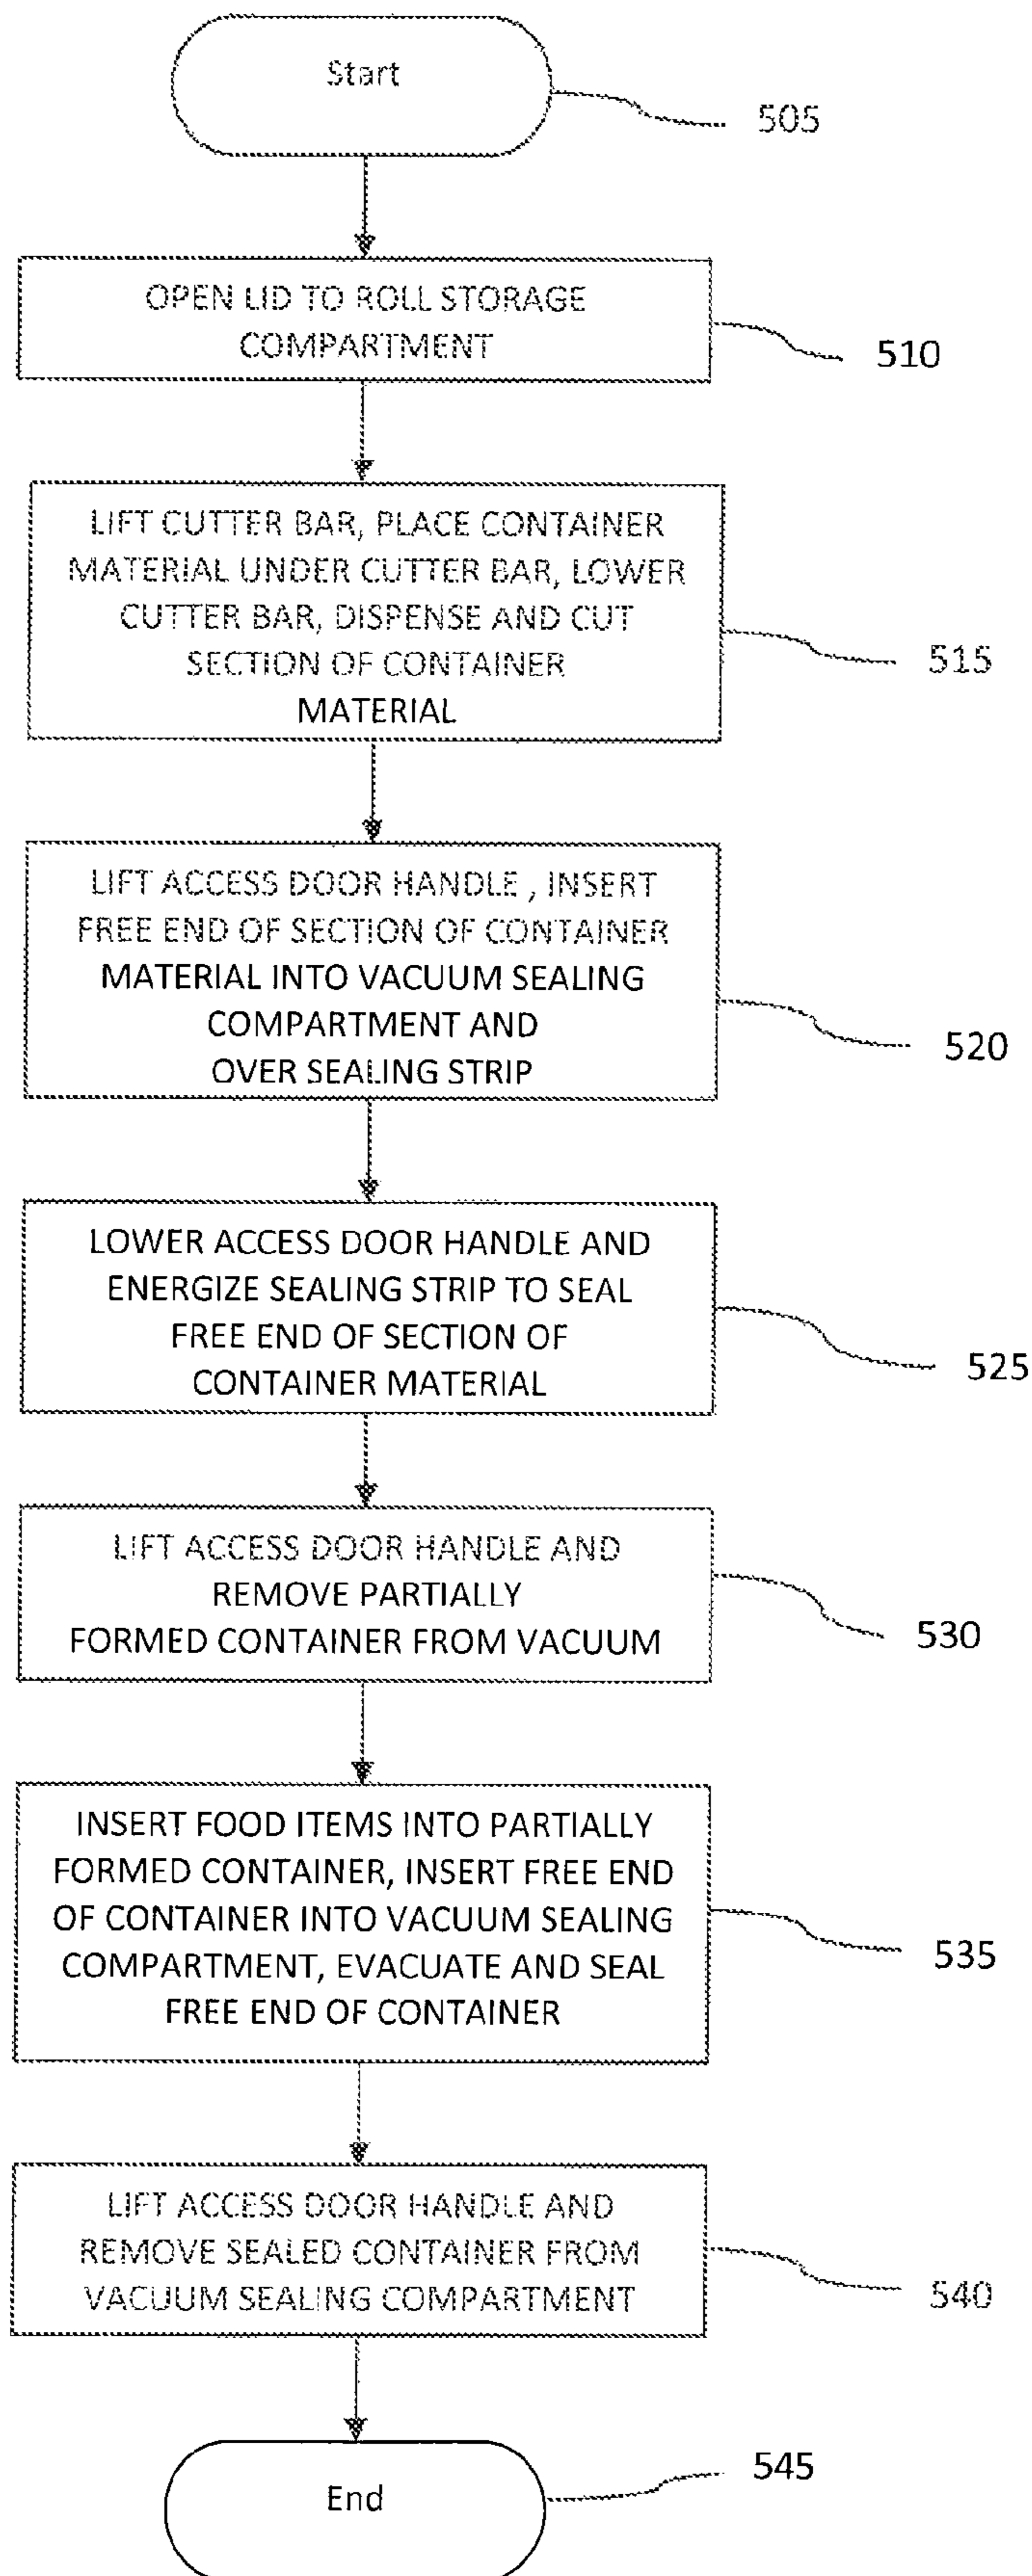 Start
505
OPEN LID TO ROLL STORAGE
COMPARTMENT
510
LIFT CUTTER BAR, PLACE CONTAINER
MATERIAL UNDER CUTTER BAR, LOWER
CUTTER BAR, DISPENSE AND CUT
SECTION OF CONTAINER
MATERIAL
515
LIFT ACCESS DOOR HANDLE , INSERT
FREE END OF SECTION OF CONTAINER
MATERIAL INTO VACUUM SEALING
COMPARTMENT AND
OVER SEALING STRIP
520
LOWER ACCESS DOOR HANDLE AND
ENERGIZE SEALING STRIP TO SEAL
FREE END OF SECTION OF
CONTAINER MATERIAL
525
LIFT ACCESS DOOR HANDLE AND
REMOVE PARTIALLY
FORMED CONTAINER FROM VACUUM
530
INSERT FOOD ITEMS INTO PARTIALLY
FORMED CONTAINER, INSERT FREE END
OF CONTAINER INTO VACUUM SEALING
COMPARTMENT, EVACUATE AND SEAL
FREE END OF CONTAINER
535
LIFT ACCESS DOOR HANDLE AND
REMOVE SEALED CONTAINER FROM
VACUUM SEALING COMPARTMENT
540
End
545